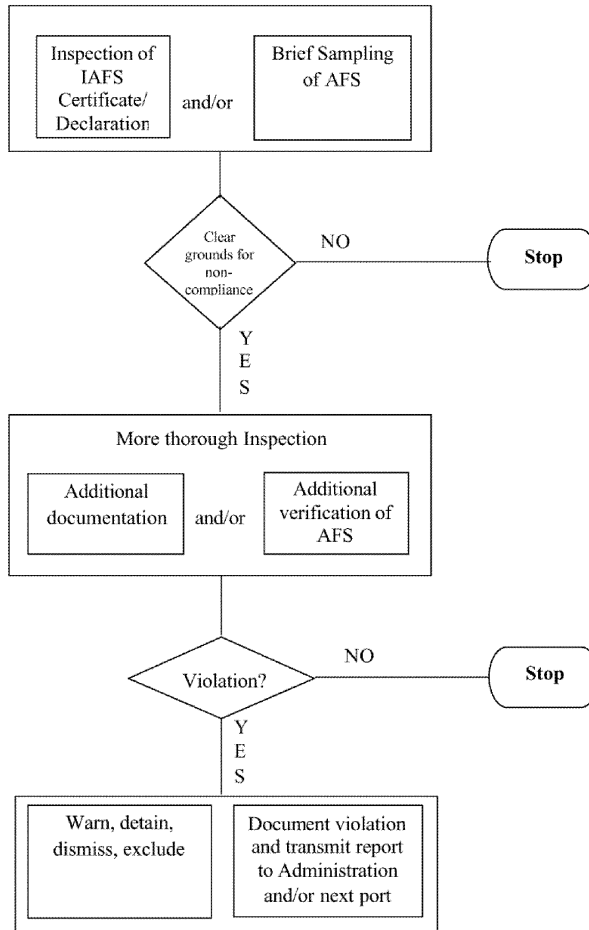 Inspection of
IAFS
Certificate/
Declaration
and/or
Brief Sampling
of AFS
Clear
grounds for
non-
compliance
NO
Stop
Y
E
S
More thorough Inspection
Additional
documentation
and/or
Additional
verification of
AFS
Violation?
NO
Stop
Y
E
S
Warn, detain,
dismiss, exclude
Document violation
and transmit report
to Administration
and/or next port